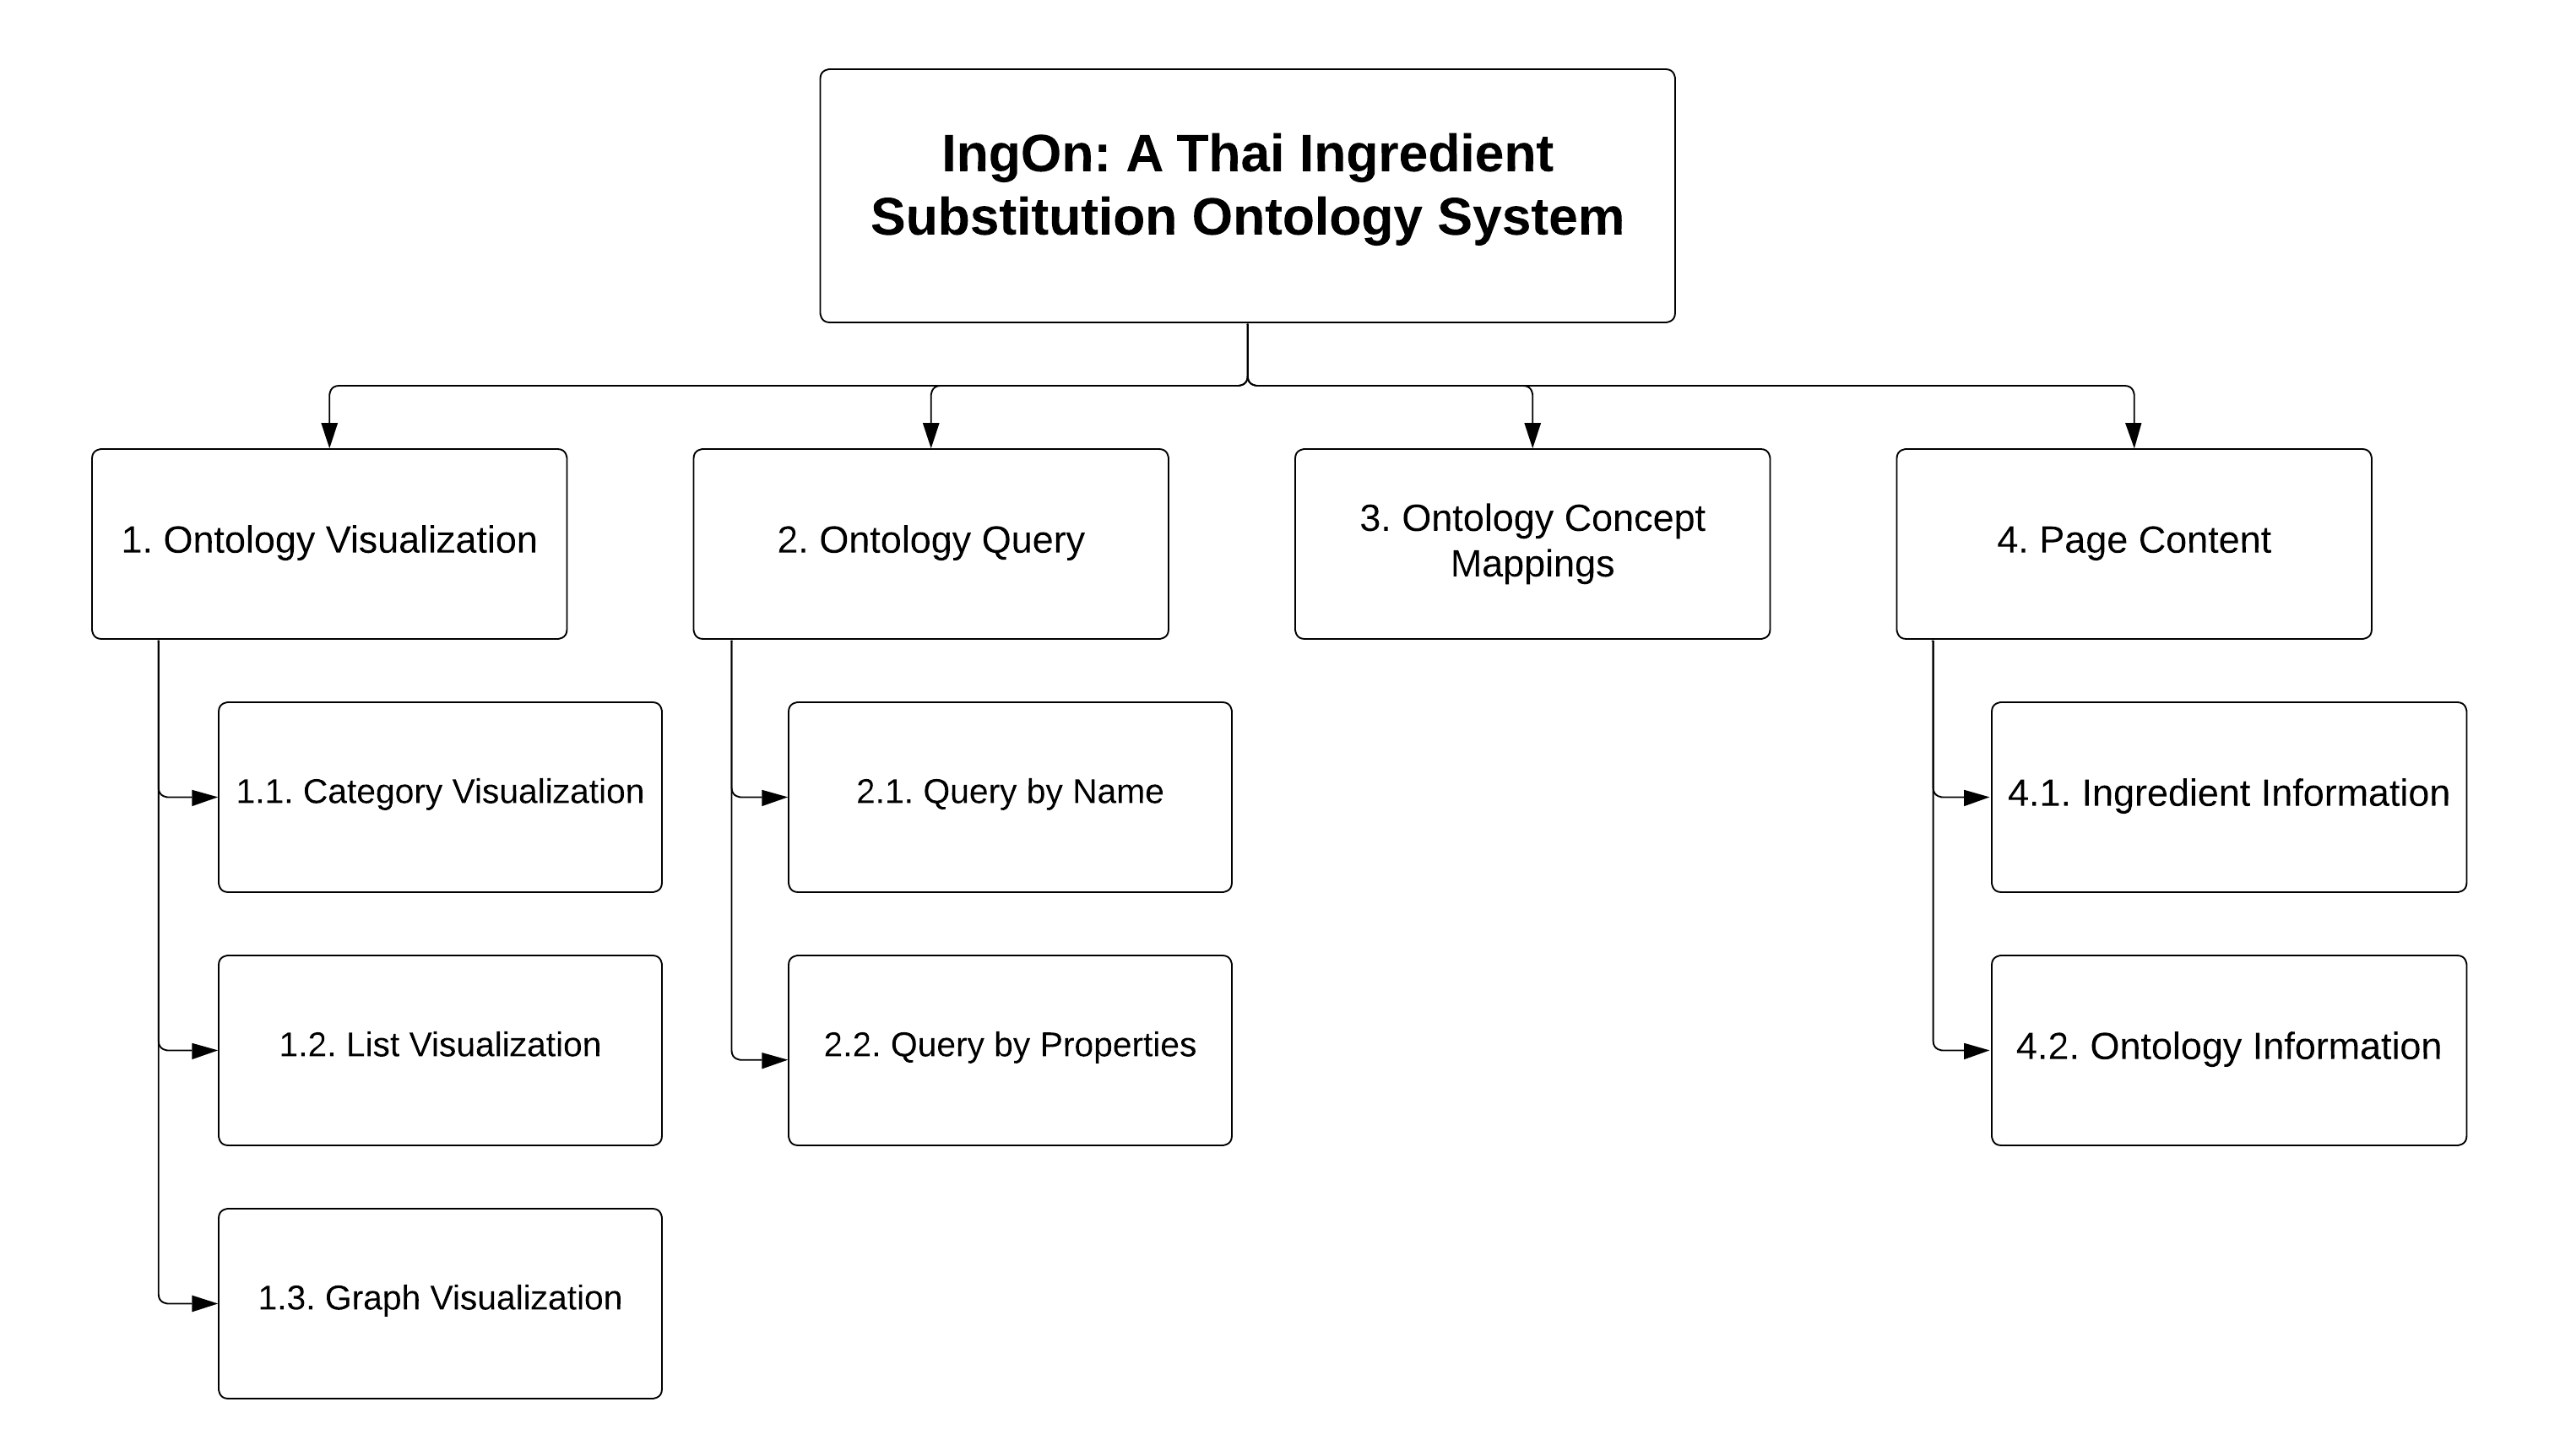 IngOn: A Thai Ingredient
Substitution Ontology System
1. Ontology Visualization
2. Ontology Query
3. Ontology Concept
Mappings
4. Page Content
1.1. Category Visualization
2.1. Query by Name
4.1. Ingredient Information
1.2. List Visualization
2.2. Query by Properties
4.2. Ontology Information
1.3. Graph Visualization